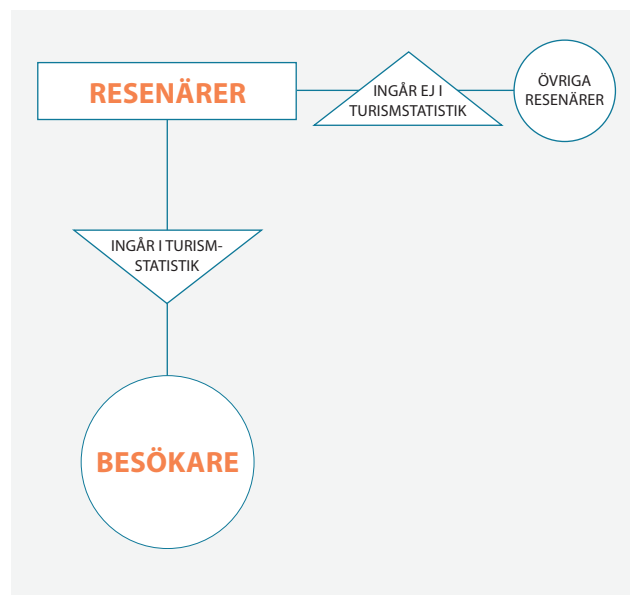 RESENÄRER
INGÅR EJ I
TURISMSTATISTIK
ÖVRIGA
RESENÄRER
INGÅR I TURISM-
STATISTIK
BESÖKARE